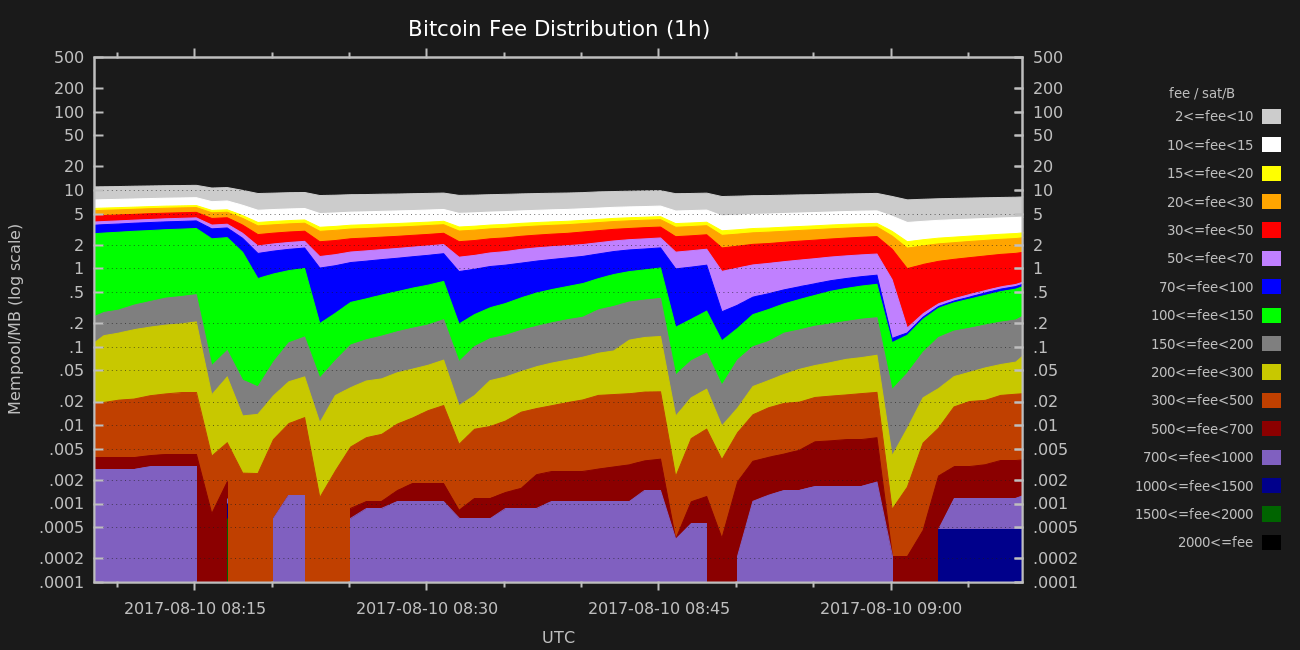 Bitcoin Fee Distribution (1h)
500 500
200 200
100 100
50 50
20 20
10 10
5 5
2 2
1 1
.5 .5
.2 .2
.1 .1
.05 .05
.02 .02
.01 .01
.005 .005
.002 .002
.001 .001
.0005 .0005
.0002 .0002
.0001 .0001
Mempool/MB (log scale)
2017-08-10 08:15 2017-08-10 08:30 2017-08-10 08:45 2017-08-10 09:00
UTC
fee / sat/B
2<=fee<10
10<=fee<15
15<=fee<20
20<=fee<30
30<=fee<50
50<=fee<70
70<=fee<100
100<=fee<150
150<=fee<200
200<=fee<300
300<=fee<500
500<=fee<700
700<=fee<1000
1000<=fee<1500
1500<=fee<2000
2000<=fee